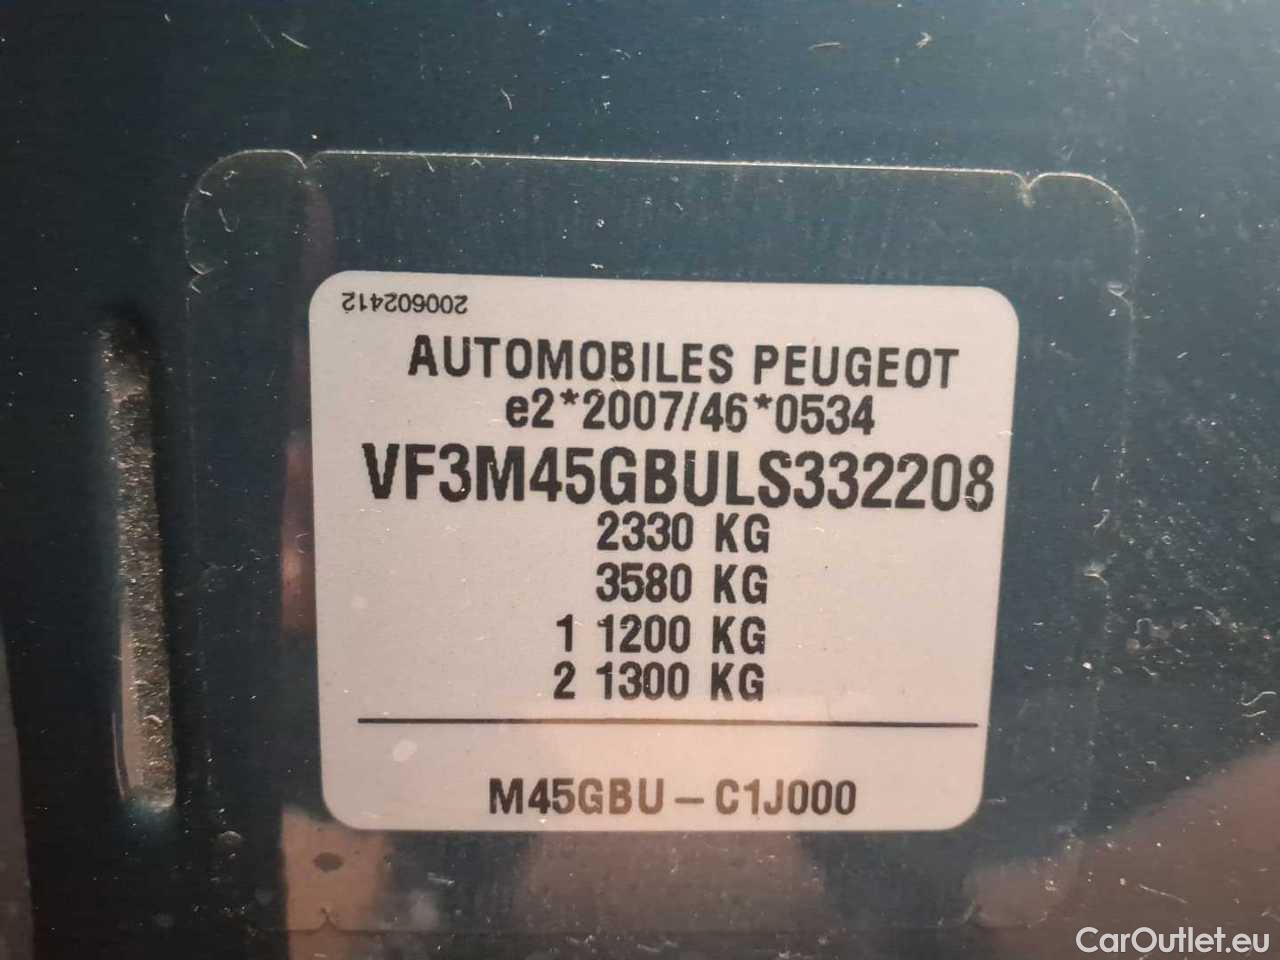 200602412
AUTOMOBILES PEUGEOT
e2*2007/46*0534
VF3M45GBULS332208
2330 KG
3580 KG
1 1200 KG
2 1300 KG
M45GBU - C1J000
CarOutlet.eu